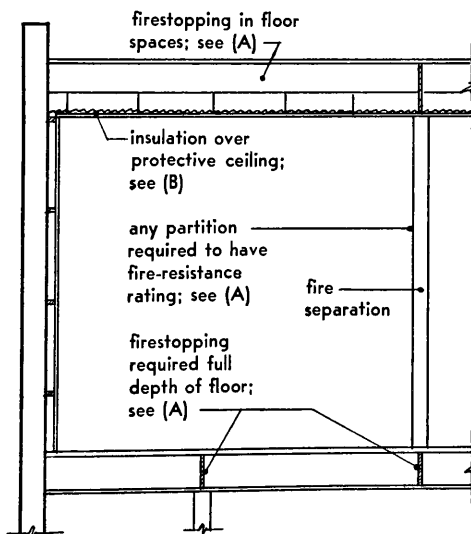 firestopping in floor
spaces; see (A)
insulation over
protective ceiling;
see (B)
any partition
required to have
fire-resistance
rating; see (A)
fire
separation
firestopping
required full
depth of floor;
see (A)